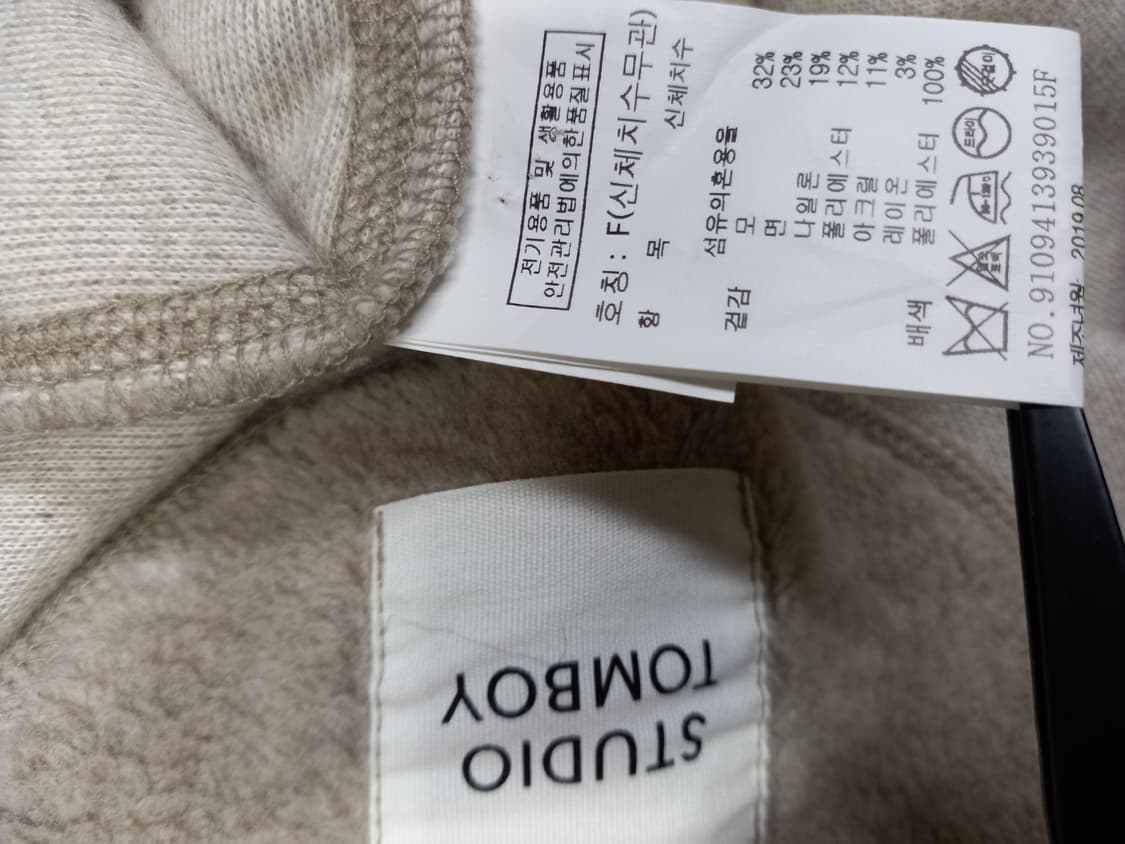 전기용품 및 생활용품
안전관리법에의한품질표시
호칭: F(신체치수무관)
항 목 신체치수
섬유의혼용율
겉감 모 32%
면 23%
나일론 19%
폴리에스터 12%
아크릴 11%
레이온 3%
배색 폴리에스터 100%
드라이
NO.9109413939015F
제조년월 2019.08
STUDIO
TOMBOY